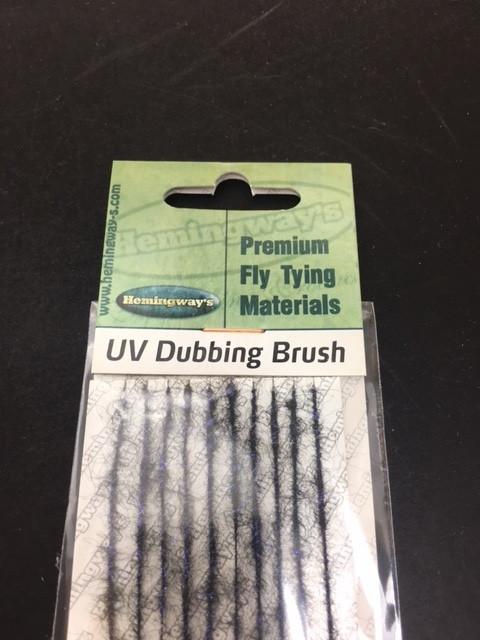 Hemingway's
www.hemingway-s.com
Premium
Fly Tying
Materials
Hemingway's
UV Dubbing Brush